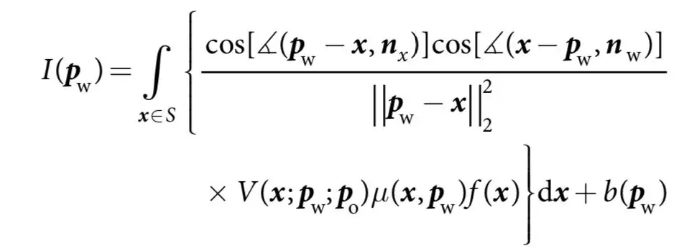 I(p_w) = ∫_{x∈S} { cos[∡(p_w − x, n_x)]cos[∡(x − p_w, n_w)] / ||p_w − x||_2^2
× V(x; p_w; p_o)μ(x, p_w)f(x) } dx + b(p_w)